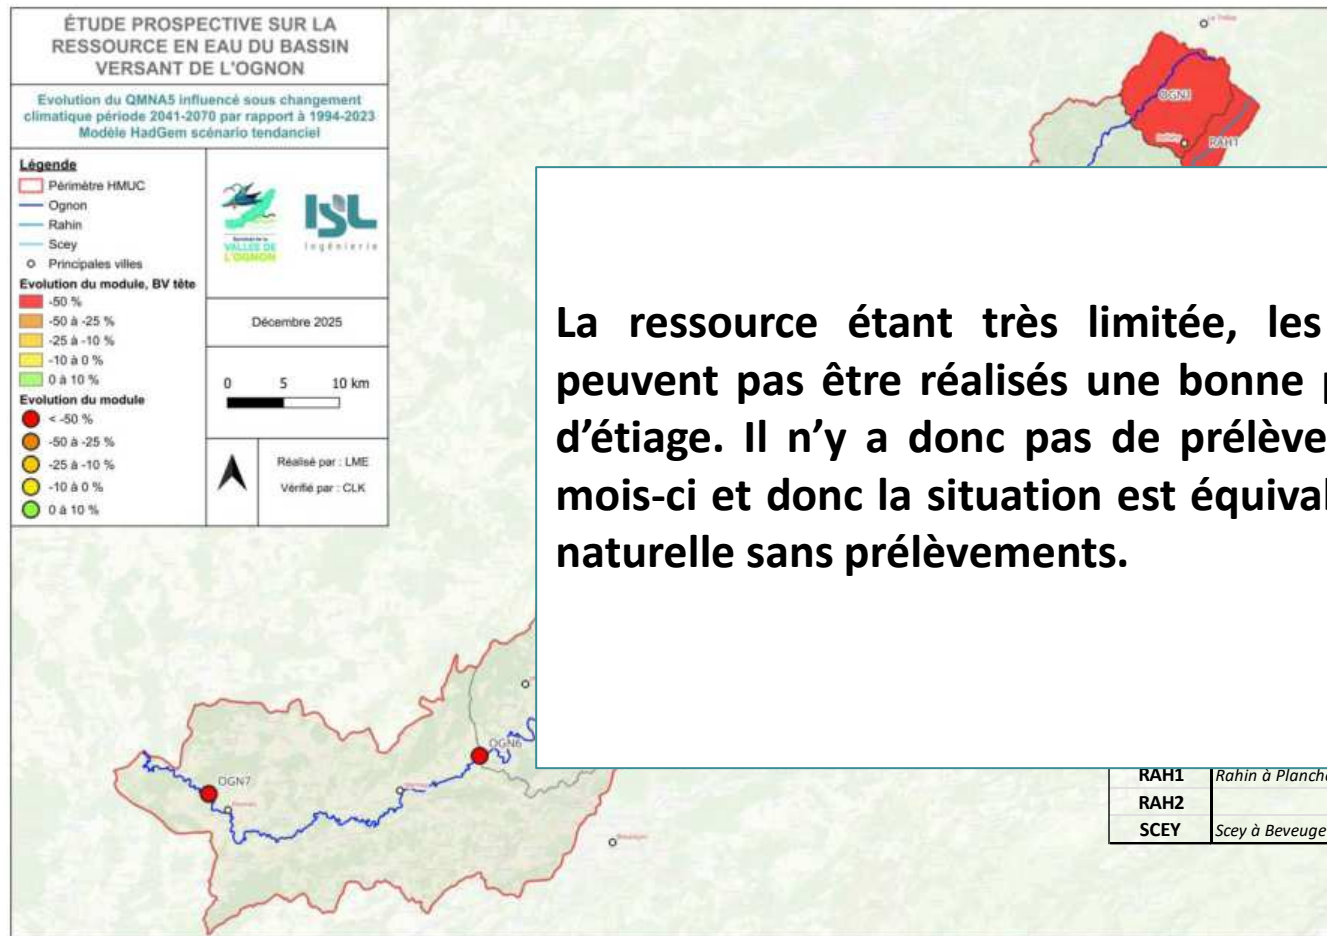 ÉTUDE PROSPECTIVE SUR LA
RESSOURCE EN EAU DU BASSIN
VERSANT DE L'OGNON
Evolution du QMNA5 influencé sous changement
climatique période 2041-2070 par rapport à 1994-2023
Modèle HadGem scénario tendanciel
Légende
Périmètre HMUC
Ognon
Rahin
Scey
Principales villes
Evolution du module, BV tête
-50 %
-50 à -25 %
-25 à -10 %
-10 à 0 %
0 à 10 %
Evolution du module
< -50 %
-50 à -25 %
-25 à -10 %
-10 à 0 %
0 à 10 %
VALLÉE DE
L'OGNON
ISL
Ingénierie
Décembre 2025
0 5 10 km
Réalisé par : LME
Vérifié par : CLK
OGN1
RAH1
La ressource étant très limitée, les
peuvent pas être réalisés une bonne p
d'étiage. Il n'y a donc pas de prélève
mois-ci et donc la situation est équival
naturelle sans prélèvements.
OGN6
OGN7
RAH1 Rahin à Planche
RAH2
SCEY Scey à Beveuge